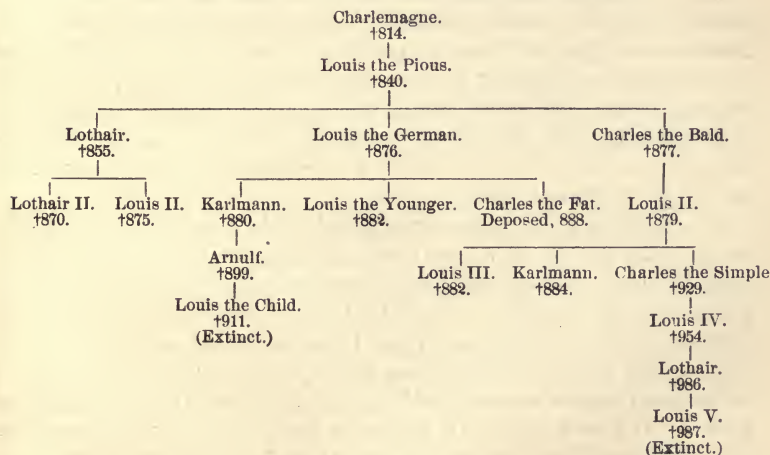 Charlemagne.
†814.
Louis the Pious.
†840.
Lothair. Louis the German. Charles the Bald.
†855. †876. †877.
Lothair II. Louis II. Karlmann. Louis the Younger. Charles the Fat. Louis II.
†870. †875. †880. †882. Deposed, 888. †879.
Arnulf. Louis III. Karlmann. Charles the Simple
†899. †882. †884. †929.
Louis the Child. Louis IV.
†911. †954.
(Extinct.) Lothair.
†986.
Louis V.
†987.
(Extinct.)